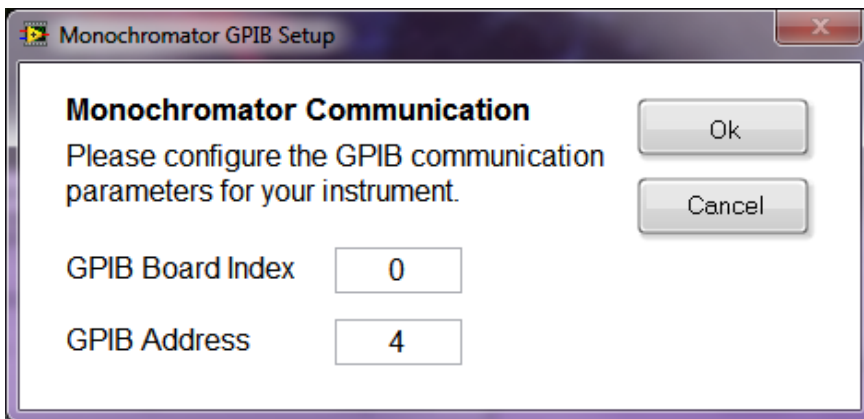 Monochromator GPIB Setup
Monochromator Communication
Please configure the GPIB communication
parameters for your instrument.
Ok
Cancel
GPIB Board Index 0
GPIB Address 4